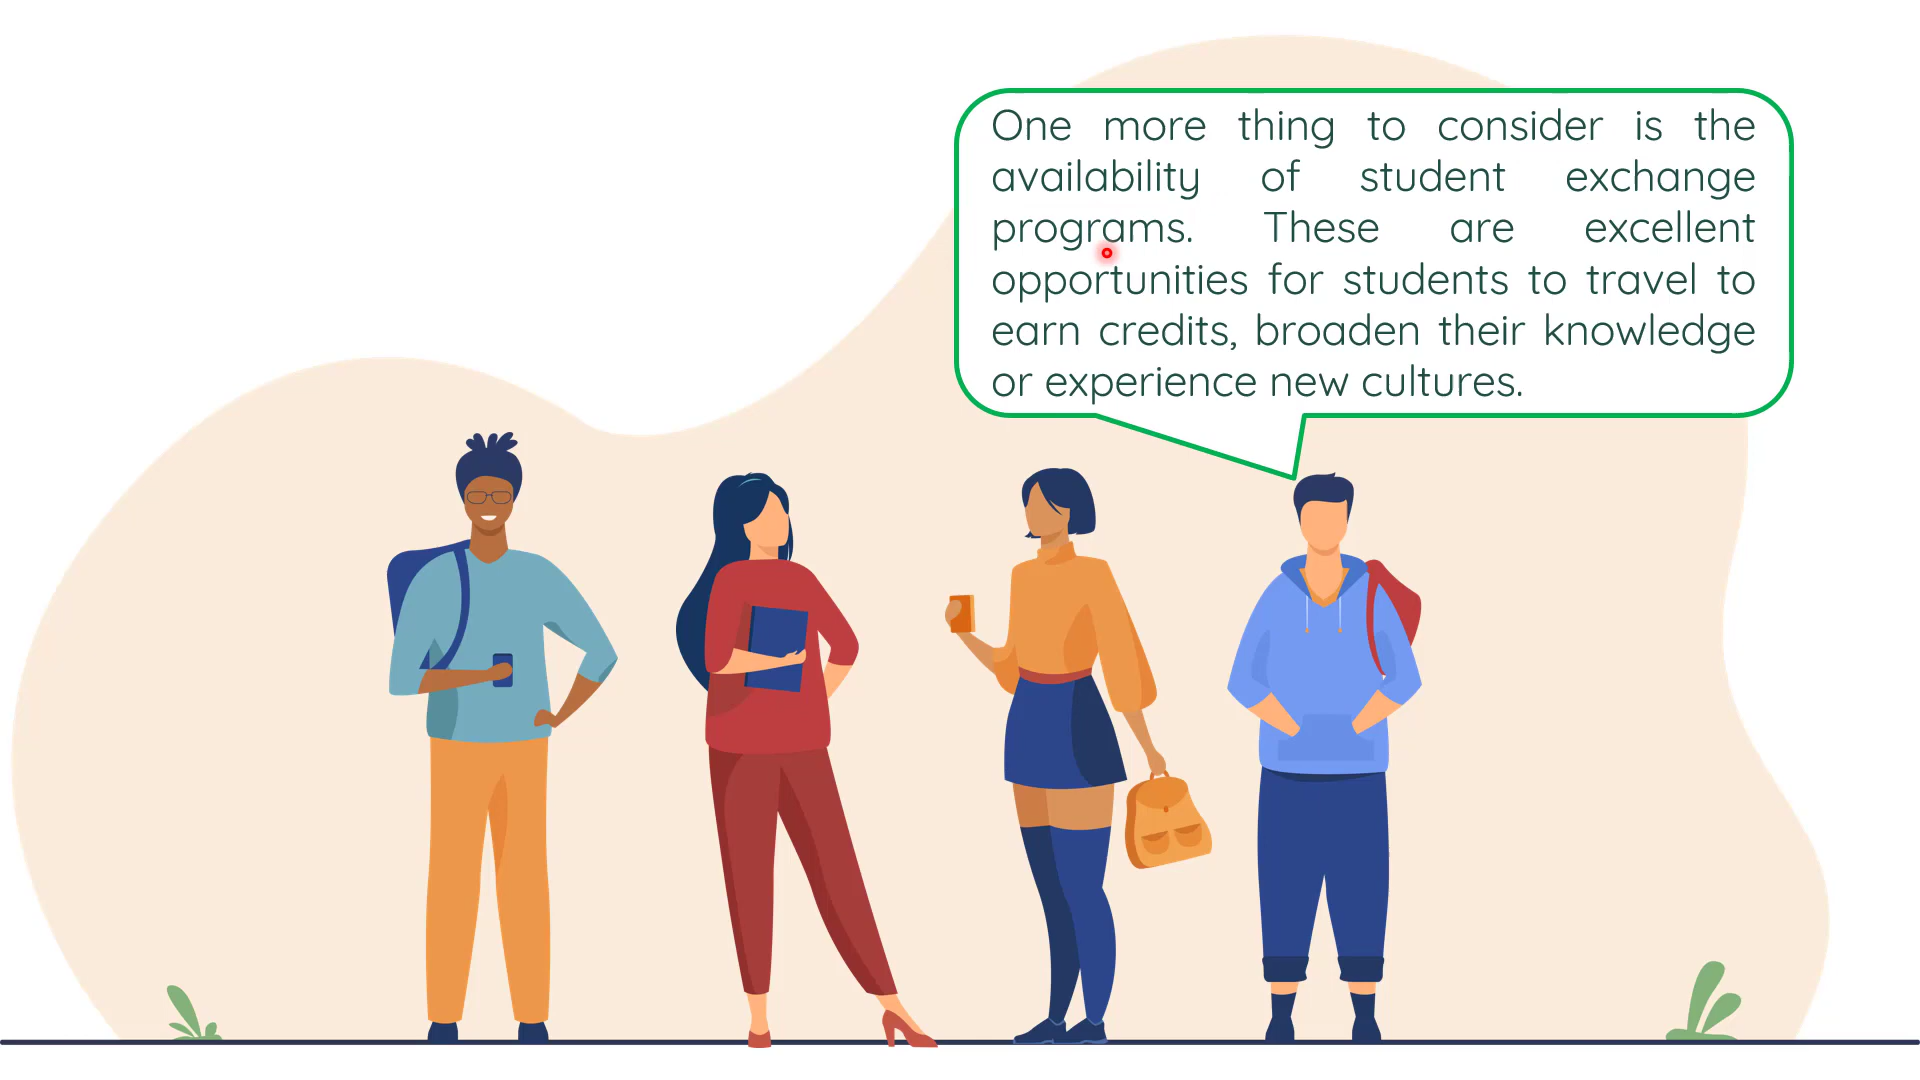 One more thing to consider is the
availability of student exchange
programs. These are excellent
opportunities for students to travel to
earn credits, broaden their knowledge
or experience new cultures.